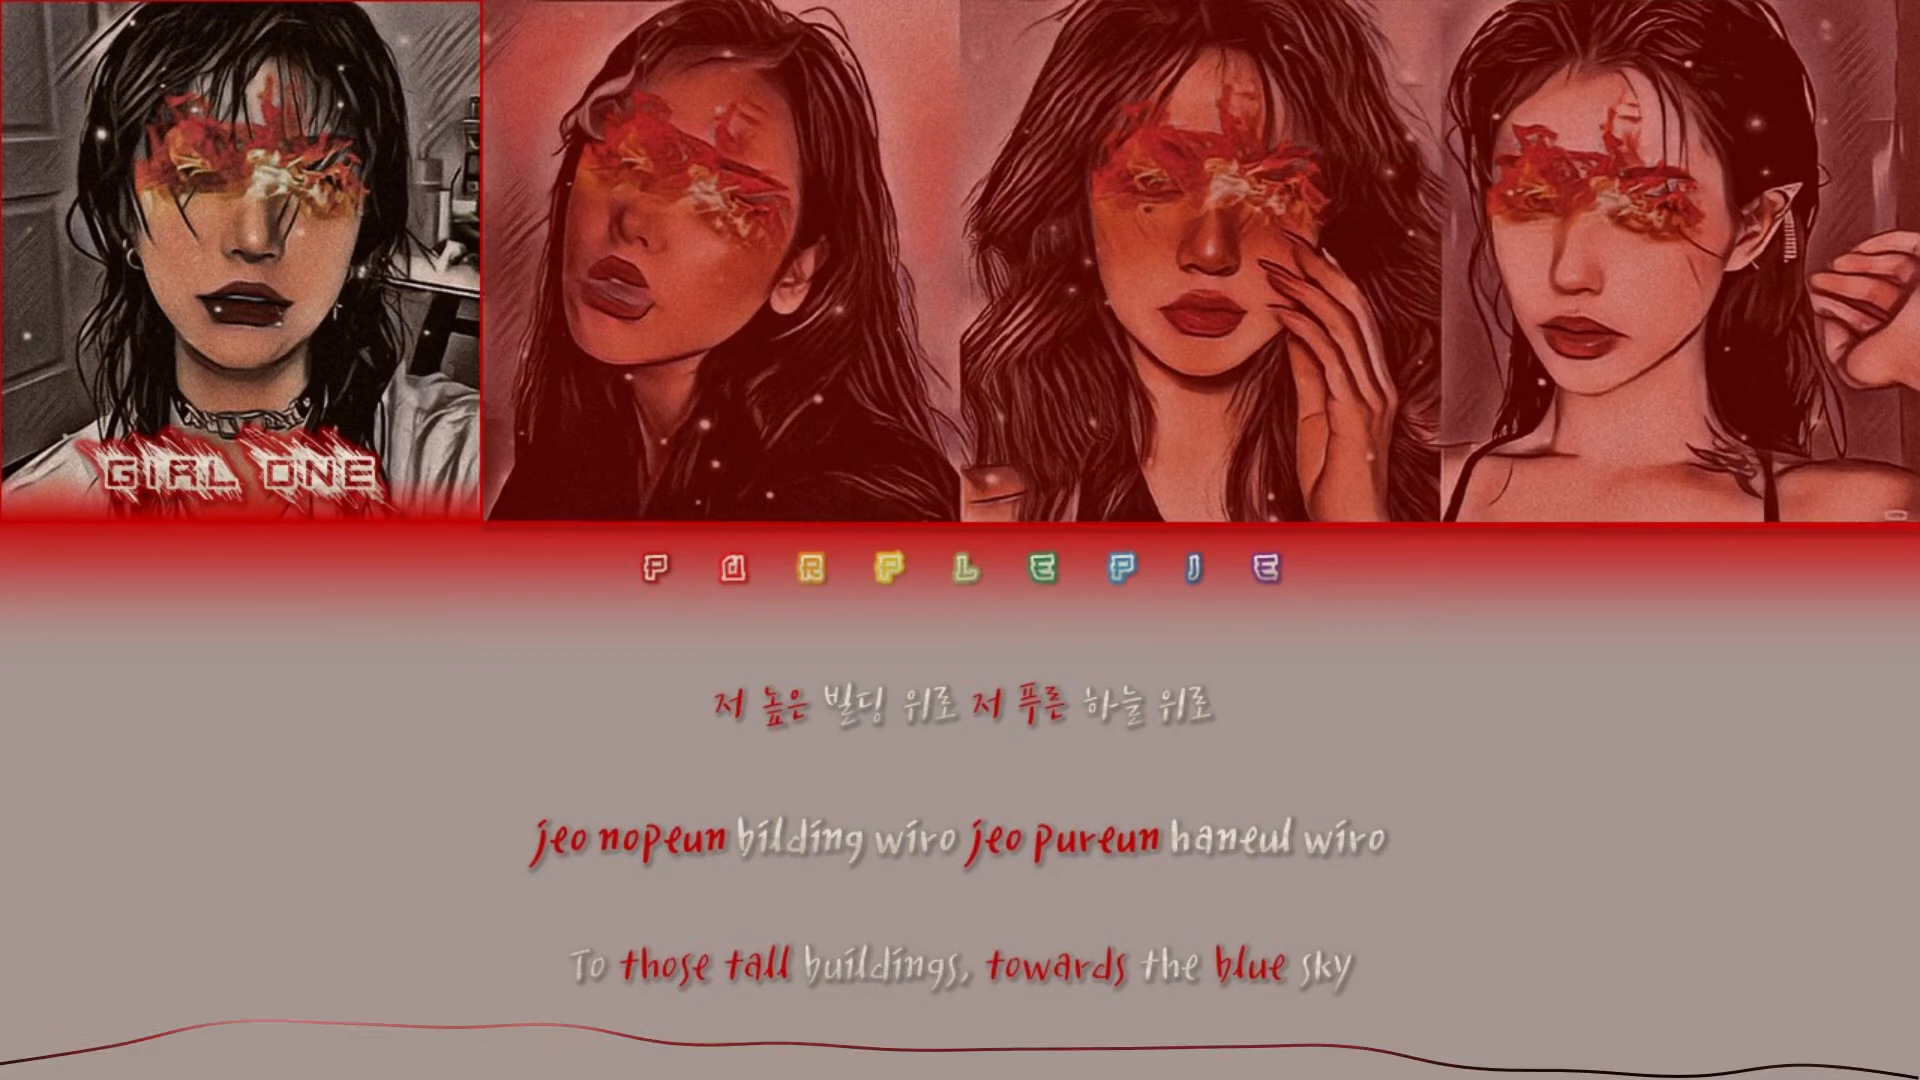 GIRL ONE
PURPLEPIE
저 높은 빌딩 위로 저 푸른 하늘 위로
jeo nopeun bilding wiro jeo pureun haneul wiro
To those tall buildings, towards the blue sky